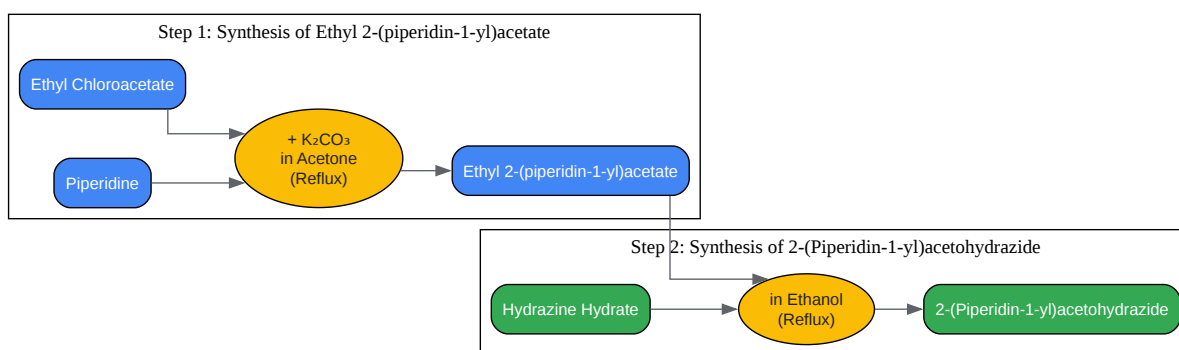 Step 1: Synthesis of Ethyl 2-(piperidin-1-yl)acetate
Ethyl Chloroacetate
Piperidine
+ K₂CO₃
in Acetone
(Reflux)
Ethyl 2-(piperidin-1-yl)acetate
Step 2: Synthesis of 2-(Piperidin-1-yl)acetohydrazide
Hydrazine Hydrate
in Ethanol
(Reflux)
2-(Piperidin-1-yl)acetohydrazide